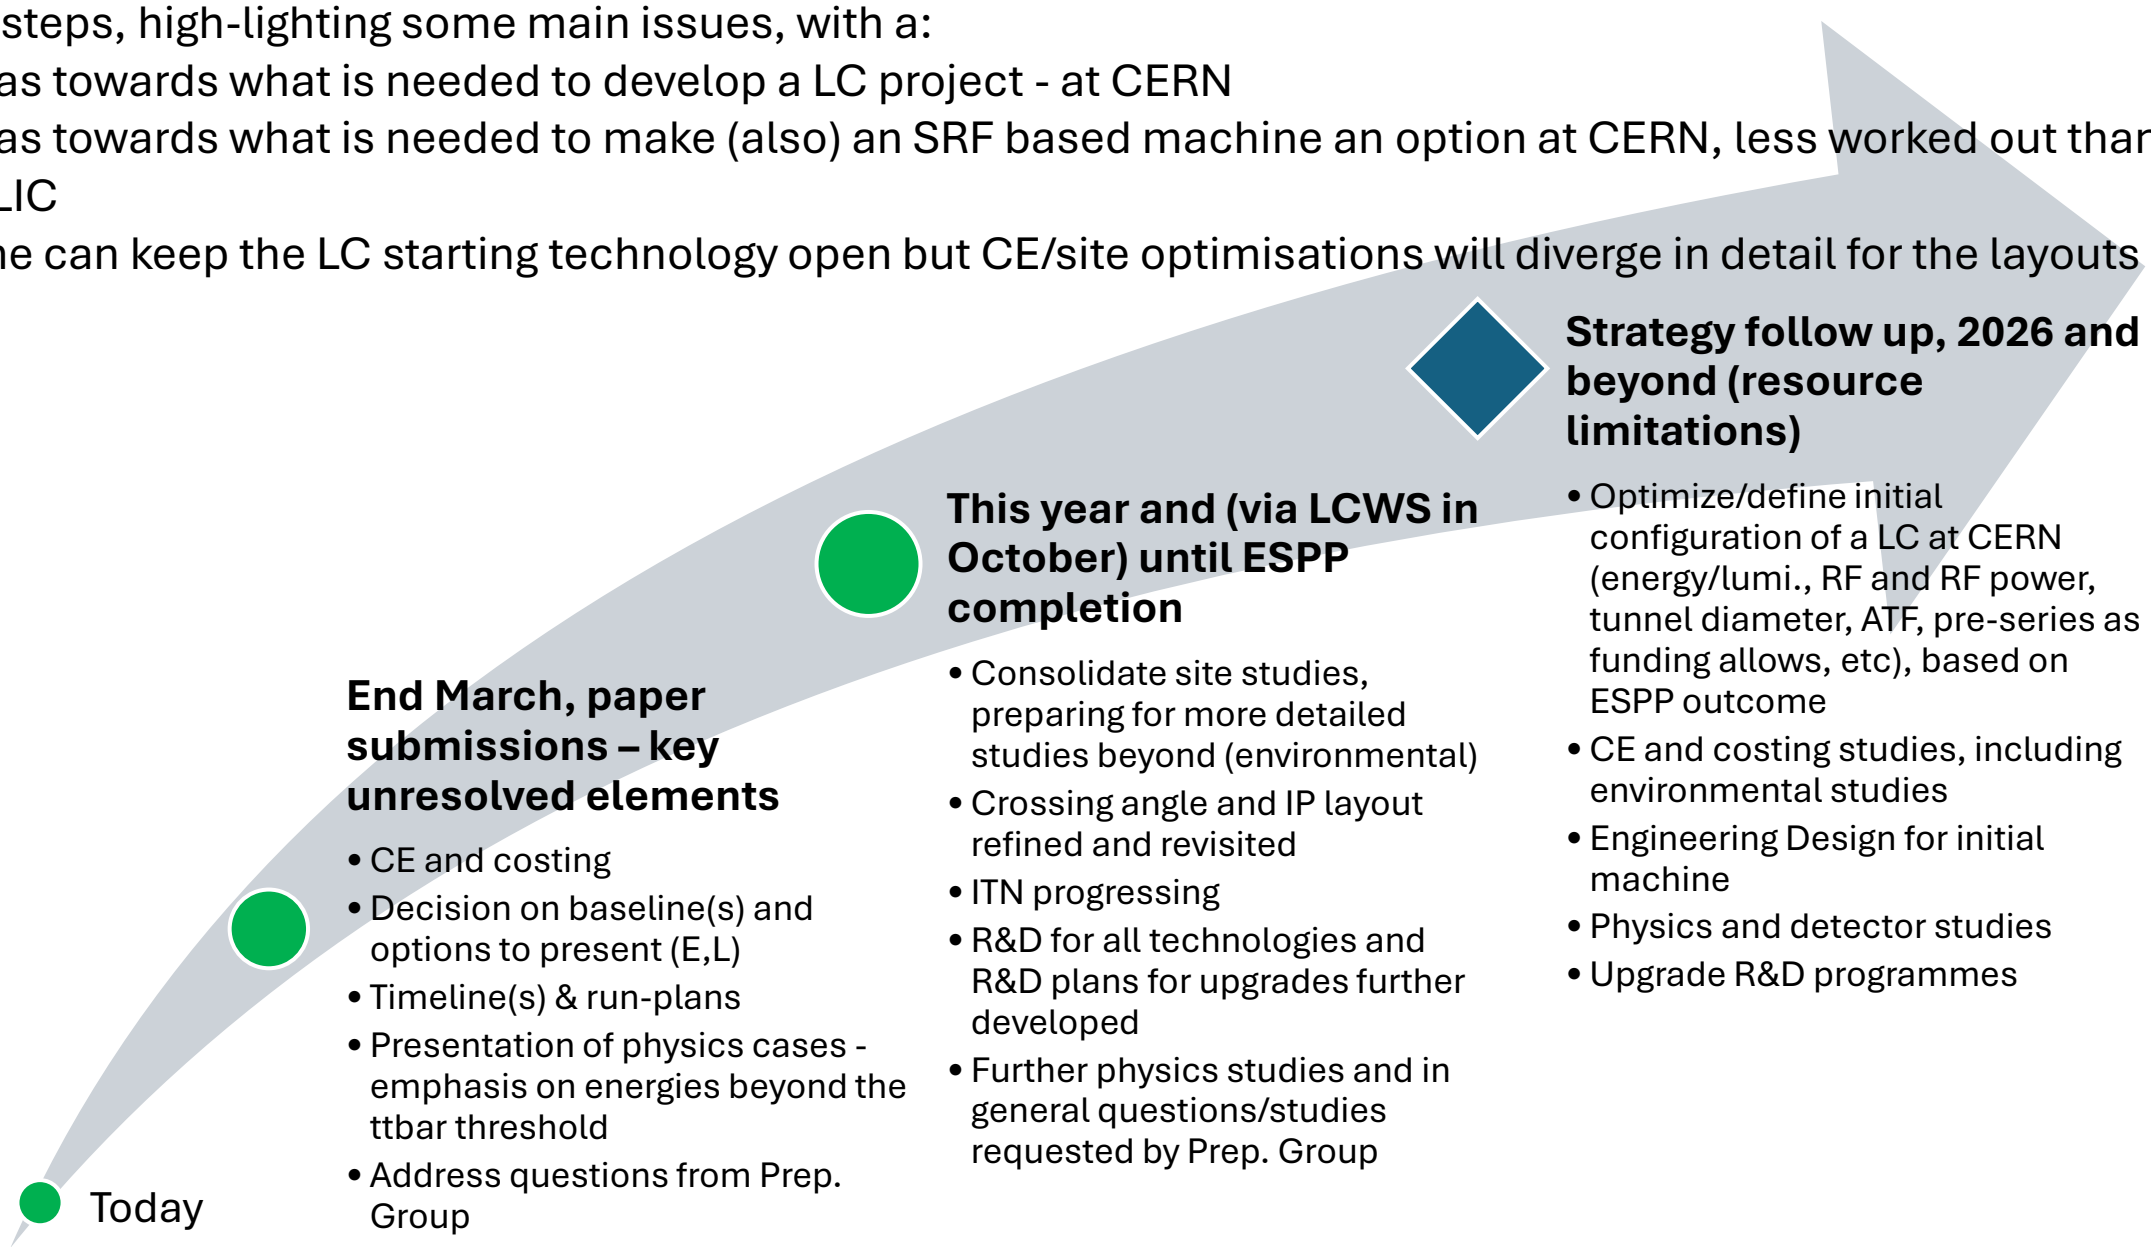 steps, high-lighting some main issues, with a:
as towards what is needed to develop a LC project - at CERN
as towards what is needed to make (also) an SRF based machine an option at CERN, less worked out than
LIC
ne can keep the LC starting technology open but CE/site optimisations will diverge in detail for the layouts
Strategy follow up, 2026 and
beyond (resource
limitations)
• Optimize/define initial
configuration of a LC at CERN
(energy/lumi., RF and RF power,
tunnel diameter, ATF, pre-series as
funding allows, etc), based on
ESPP outcome
• CE and costing studies, including
environmental studies
• Engineering Design for initial
machine
• Physics and detector studies
• Upgrade R&D programmes
This year and (via LCWS in
October) until ESPP
completion
• Consolidate site studies,
preparing for more detailed
studies beyond (environmental)
• Crossing angle and IP layout
refined and revisited
• ITN progressing
• R&D for all technologies and
R&D plans for upgrades further
developed
• Further physics studies and in
general questions/studies
requested by Prep. Group
End March, paper
submissions – key
unresolved elements
• CE and costing
• Decision on baseline(s) and
options to present (E,L)
• Timeline(s) & run-plans
• Presentation of physics cases -
emphasis on energies beyond the
ttbar threshold
• Address questions from Prep.
Group
Today